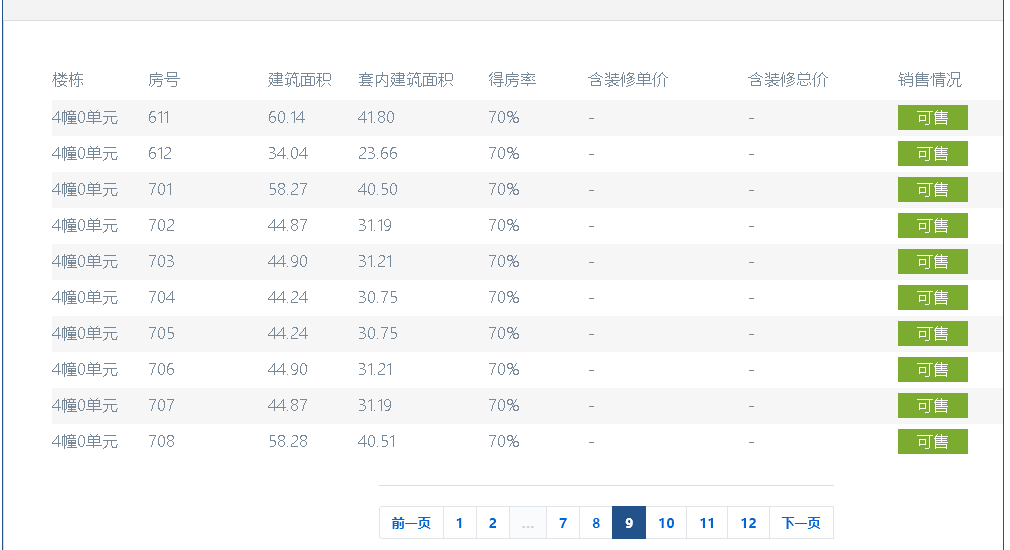 楼栋 房号 建筑面积 套内建筑面积 得房率 含装修单价 含装修总价 销售情况
4幢0单元 611 60.14 41.80 70% - - 可售
4幢0单元 612 34.04 23.66 70% - - 可售
4幢0单元 701 58.27 40.50 70% - - 可售
4幢0单元 702 44.87 31.19 70% - - 可售
4幢0单元 703 44.90 31.21 70% - - 可售
4幢0单元 704 44.24 30.75 70% - - 可售
4幢0单元 705 44.24 30.75 70% - - 可售
4幢0单元 706 44.90 31.21 70% - - 可售
4幢0单元 707 44.87 31.19 70% - - 可售
4幢0单元 708 58.28 40.51 70% - - 可售
前一页 1 2 ... 7 8 9 10 11 12 下一页